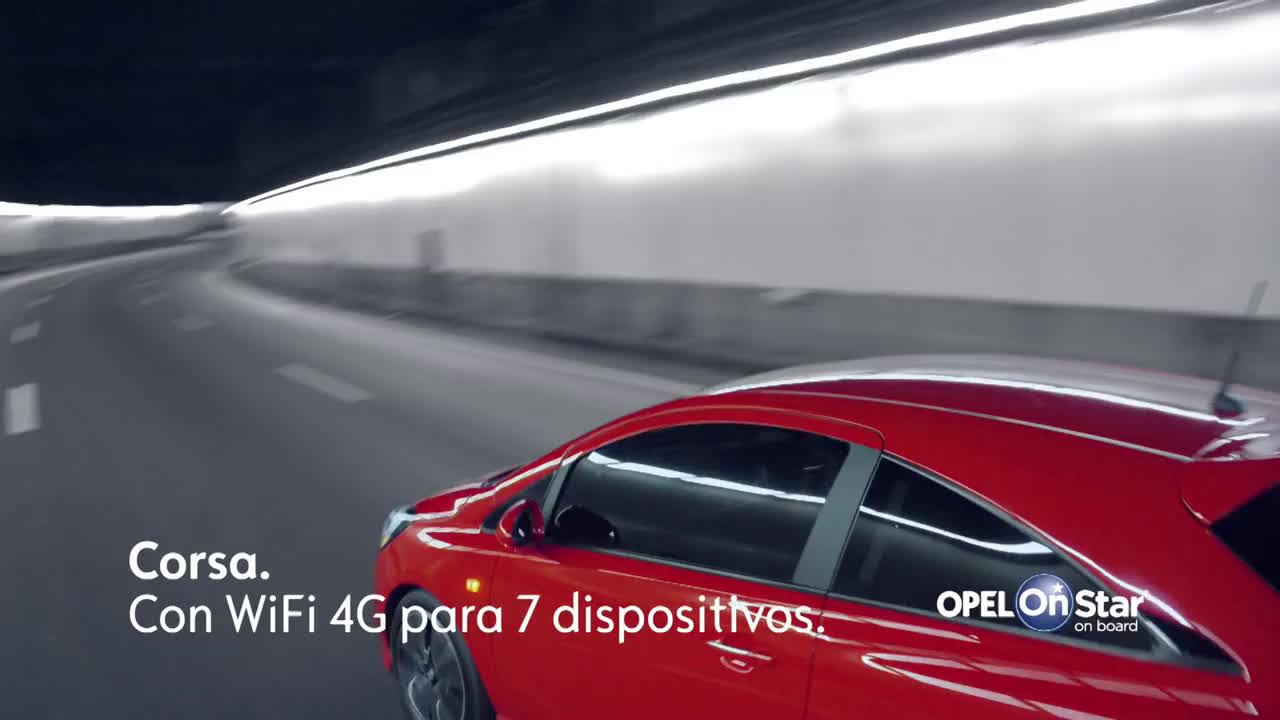 Corsa.
Con WiFi 4G para 7 dispositivos.
OPEL OnStar
on board